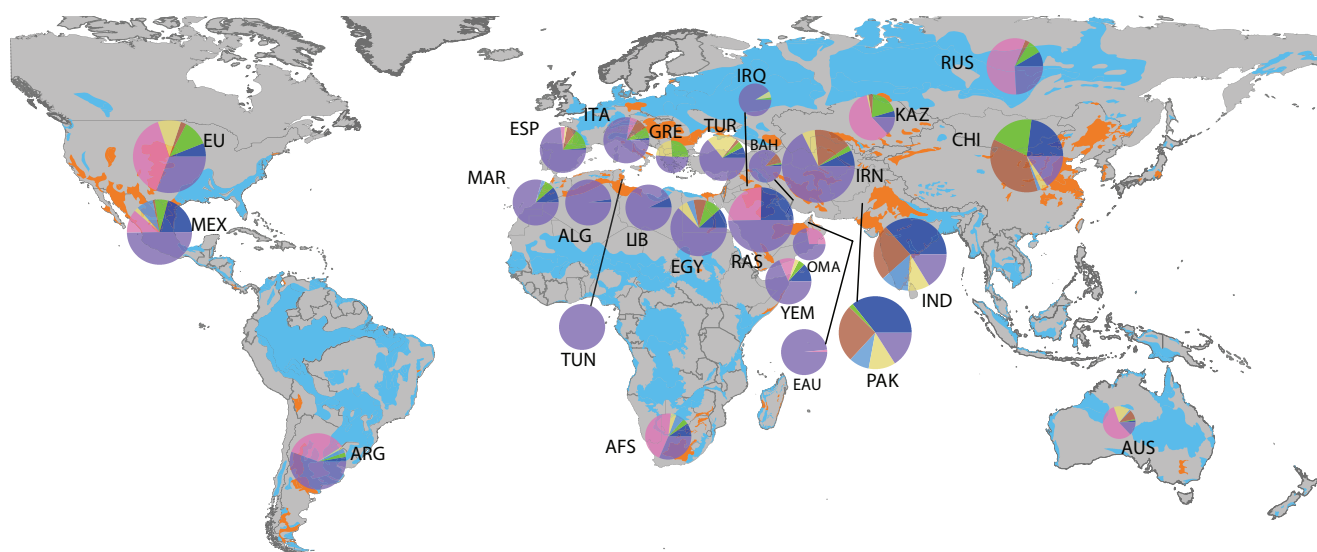 RUS
IRQ
ITA
KAZ
ESP
GRE
TUR
EU
BAH
CHI
IRN
MAR
MEX
ALG
LIB
EGY
RAS
OMA
YEM
IND
TUN
EAU
PAK
AFS
ARG
AUS